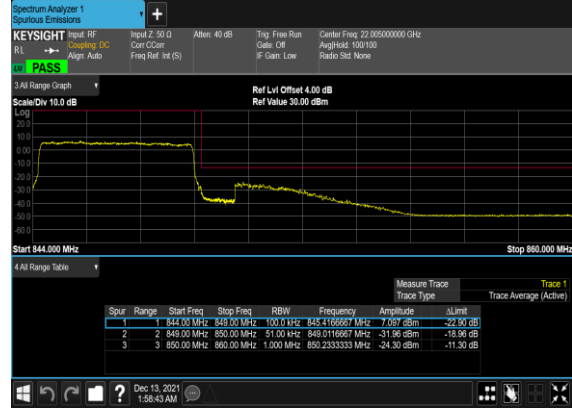 Spectrum Analyzer 1
Spurious Emissions
+
KEYSIGHT Input: RF Input Z: 50 Ω Atten: 40 dB Trig: Free Run Center Freq: 22.005000000 GHz
RL Coupling: DC Corr CCorr Gate: Off Avg|Hold: 100/100
Align: Auto Freq Ref: Int (S) IF Gain: Low Radio Std: None
PASS
3 All Range Graph
Ref Lvl Offset 4.00 dB
Scale/Div 10.0 dB Ref Value 30.00 dBm
Log
20.0
10.0
0.00
-10.0
-20.0
-30.0
-40.0
-50.0
-60.0
Start 844.000 MHz Stop 860.000 MHz
4 All Range Table
Measure Trace Trace 1
Trace Type Trace Average (Active)
Spur Range Start Freq Stop Freq RBW Frequency Amplitude ΔLimit
1 1 844.00 MHz 849.00 MHz 100.0 kHz 845.4166667 MHz 7.097 dBm -22.90 dB
2 2 849.00 MHz 850.00 MHz 51.00 kHz 849.0116667 MHz -31.96 dBm -18.96 dB
3 3 850.00 MHz 860.00 MHz 1.000 MHz 850.2333333 MHz -24.30 dBm -11.30 dB
? Dec 13, 2021
1:58:43 AM